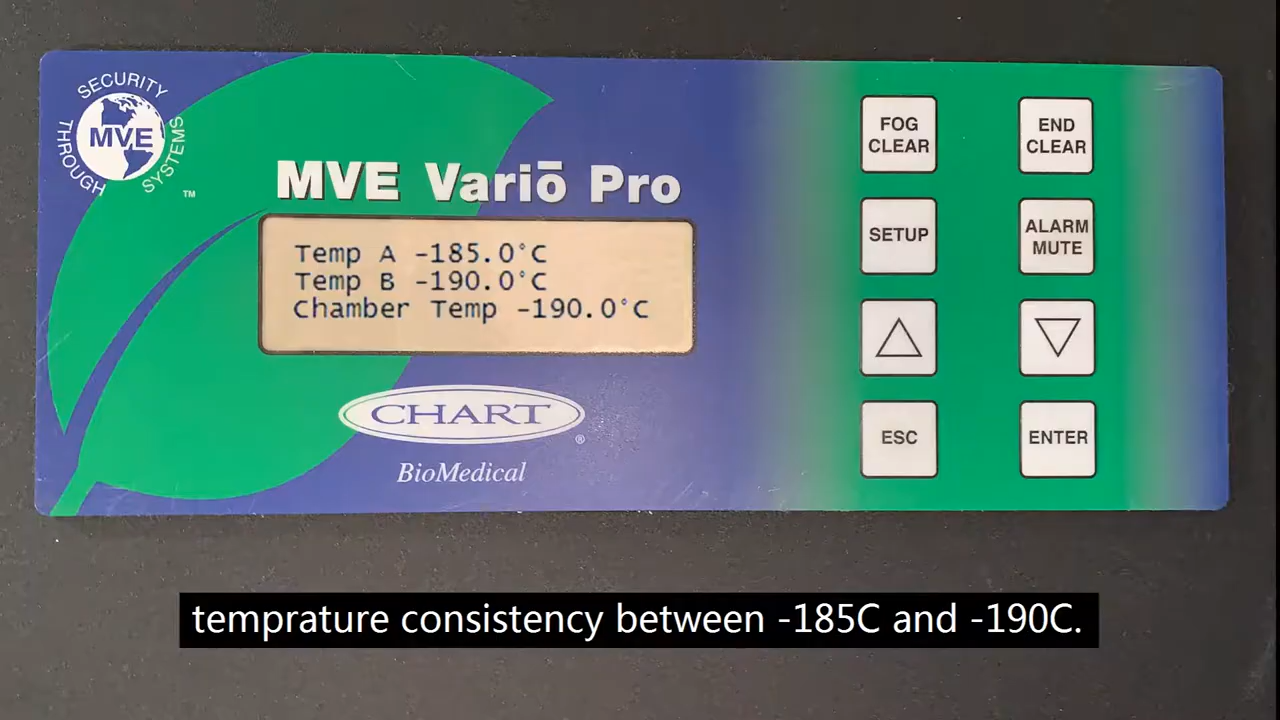 SECURITY
THROUGH
SYSTEMS
MVE
TM
MVE Variō Pro
Temp A -185.0°C
Temp B -190.0°C
Chamber Temp -190.0°C
CHART
®
BioMedical
FOG
CLEAR
END
CLEAR
SETUP
ALARM
MUTE
ESC
ENTER
temprature consistency between -185C and -190C.